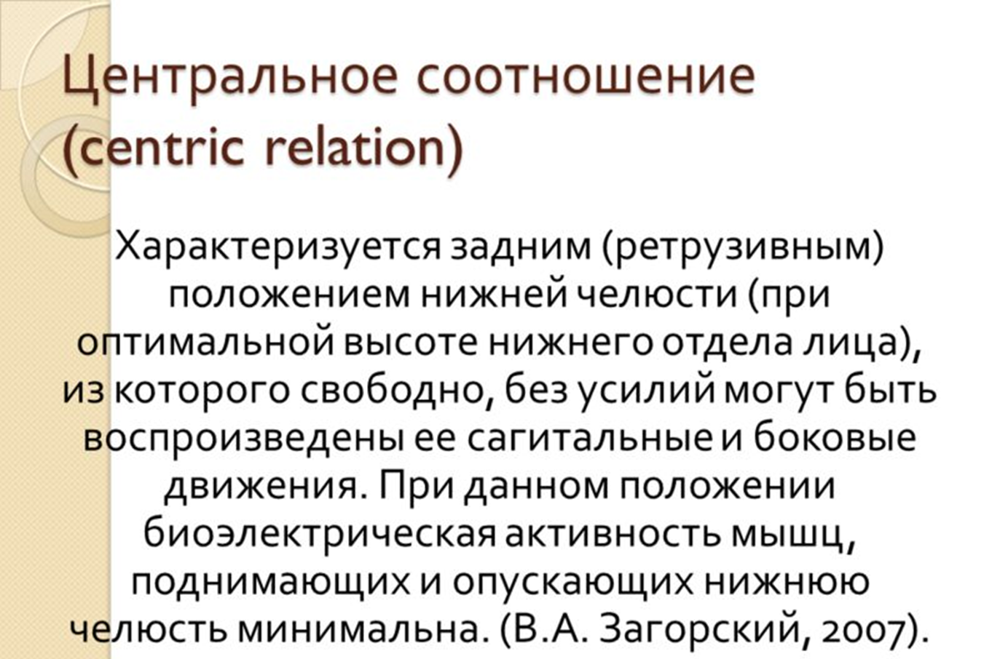 Центральное соотношение
(centric relation)
Характеризуется задним (ретрузивным)
положением нижней челюсти (при
оптимальной высоте нижнего отдела лица),
из которого свободно, без усилий могут быть
воспроизведены ее сагитальные и боковые
движения. При данном положении
биоэлектрическая активность мышц,
поднимающих и опускающих нижнюю
челюсть минимальна. (В.А. Загорский, 2007).